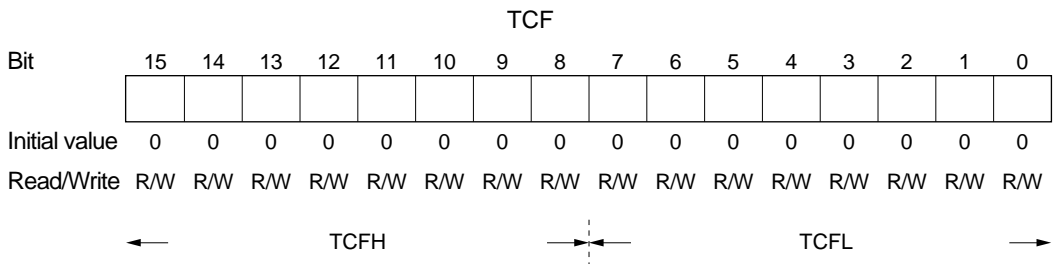 TCF
Bit 15 14 13 12 11 10 9 8 7 6 5 4 3 2 1 0
Initial value 0 0 0 0 0 0 0 0 0 0 0 0 0 0 0 0
Read/Write R/W R/W R/W R/W R/W R/W R/W R/W R/W R/W R/W R/W R/W R/W R/W R/W
TCFH TCFL